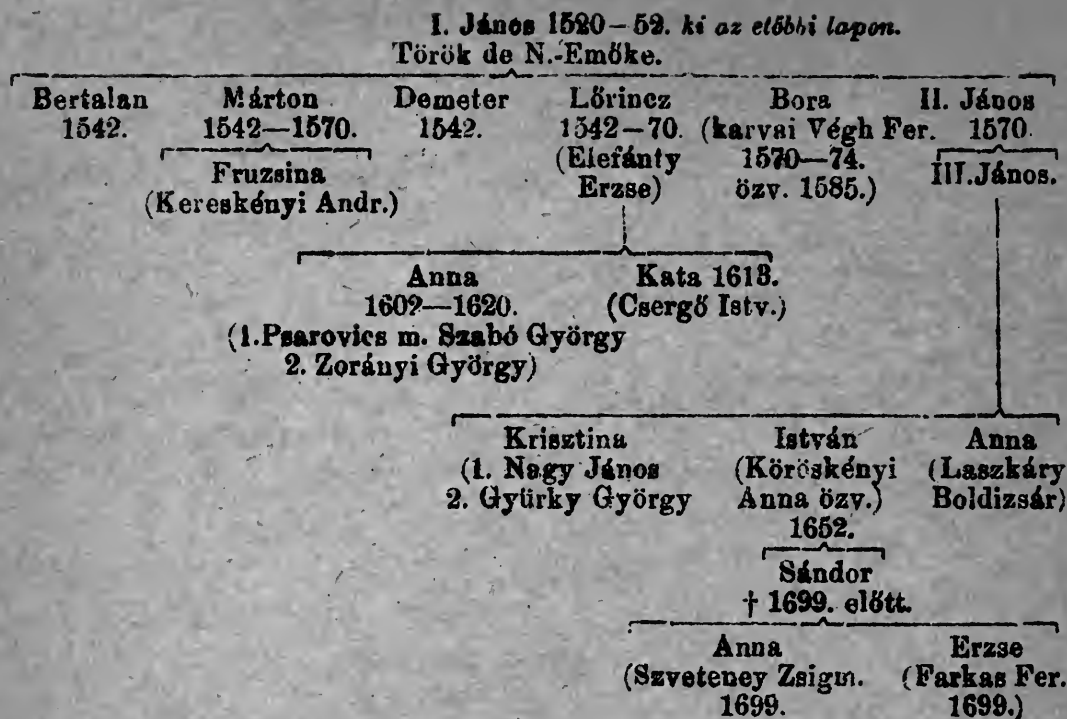 I. János 1520–52. ki az előbbi lapon.
Török de N.-Emőke.
Bertalan Márton Demeter Lőrincz Bora II. János
1542. 1542—1570. 1542. 1542–70. (karvai Végh Fer. 1570.
Fruzsina (Elefánty 1570—74. III. János.
(Kereskényi Andr.) Erzse) özv. 1585.)
Anna Kata 1613.
1602—1620. (Csergő Istv.)
(1. Psarovics m. Szabó György
2. Zorányi György)
Krisztina István Anna
(1. Nagy János (Köröskényi (Laszkáry
2. Gyürky György Anna özv.) Boldizsár)
1652.
Sándor
† 1699. előtt.
Anna Erzse
(Szveteney Zsigm. (Farkas Fer.
1699. 1699.)